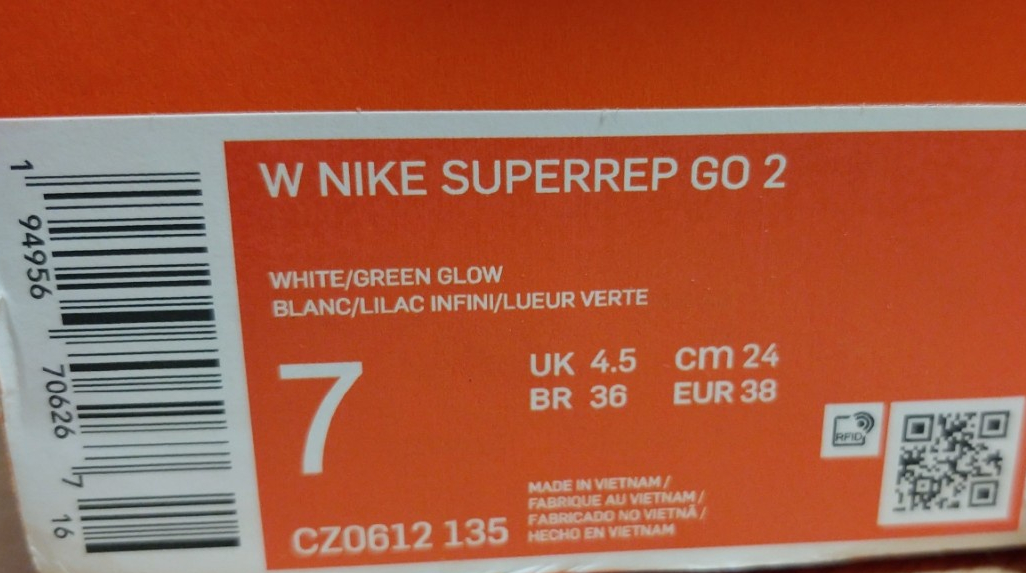 W NIKE SUPERREP GO 2
WHITE/GREEN GLOW
BLANC/LILAC INFINI/LUEUR VERTE
7
UK 4.5 cm 24
BR 36 EUR 38
RFID
MADE IN VIETNAM /
FABRIQUE AU VIETNAM /
FABRICADO NO VIETNÃ /
HECHO EN VIETNAM
CZ0612 135
1 94956 70626 7 16